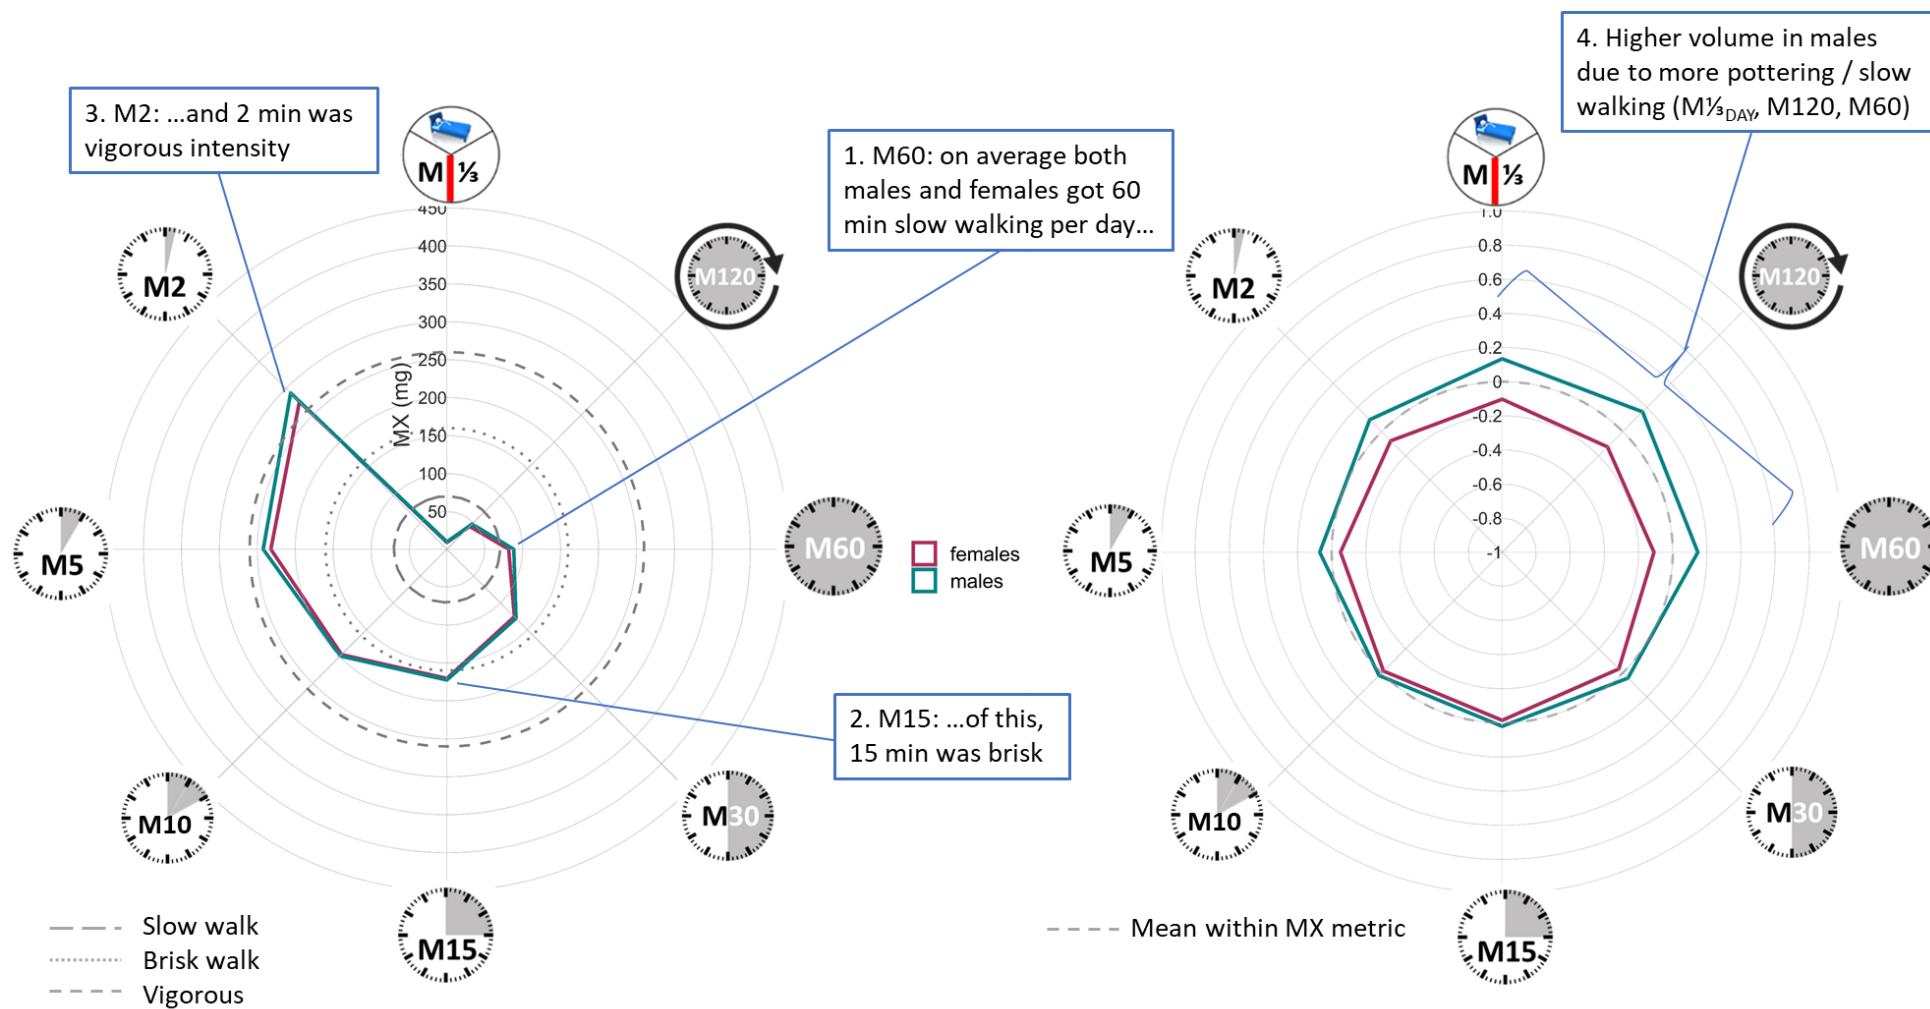 3. M2: ...and 2 min was
vigorous intensity
1. M60: on average both
males and females got 60
min slow walking per day...
4. Higher volume in males
due to more pottering / slow
walking (M⅓DAY, M120, M60)
2. M15: ...of this,
15 min was brisk
M ⅓
M120
M60
M30
M15
M10
M5
M2
450
400
350
300
250
200
150
100
50
MX (mg)
females
males
Slow walk
Brisk walk
Vigorous
M ⅓
M120
M60
M30
M15
M10
M5
M2
1.0
0.8
0.6
0.4
0.2
0
-0.2
-0.4
-0.6
-0.8
-1
Mean within MX metric